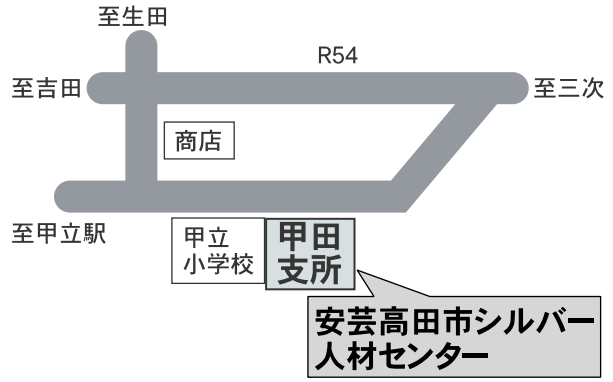 至生田
R54
至吉田
至三次
商店
至甲立駅
甲立
小学校
甲田
支所
安芸高田市シルバー
人材センター